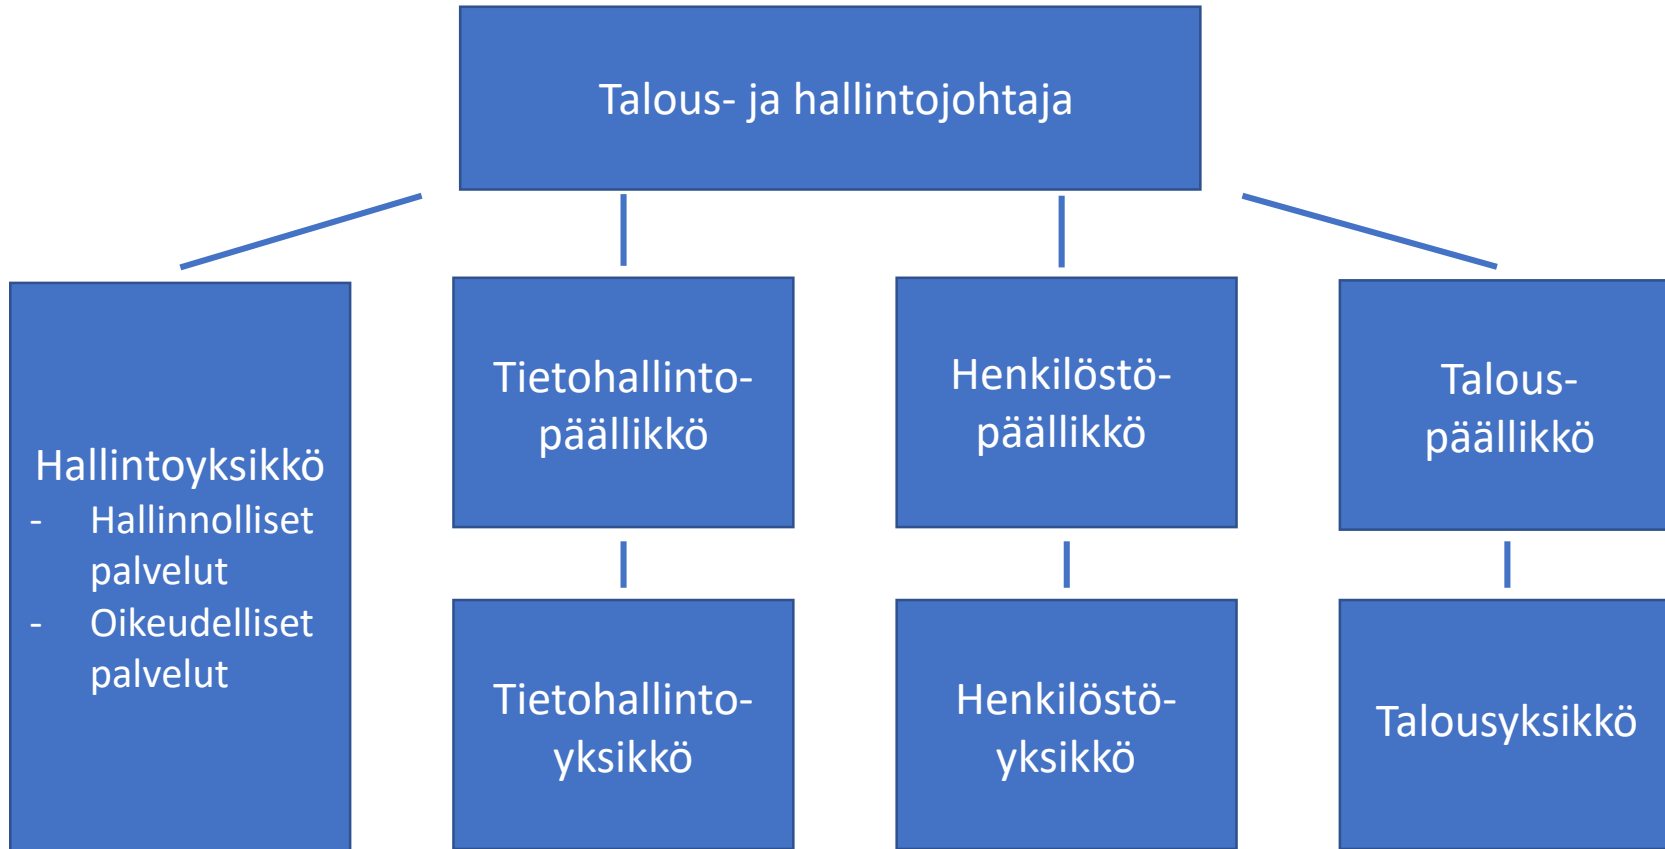 Talous- ja hallintojohtaja
Hallintoyksikkö
- Hallinnolliset
palvelut
- Oikeudelliset
palvelut
Tietohallinto-
päällikkö
Henkilöstö-
päällikkö
Talous-
päällikkö
Tietohallinto-
yksikkö
Henkilöstö-
yksikkö
Talousyksikkö